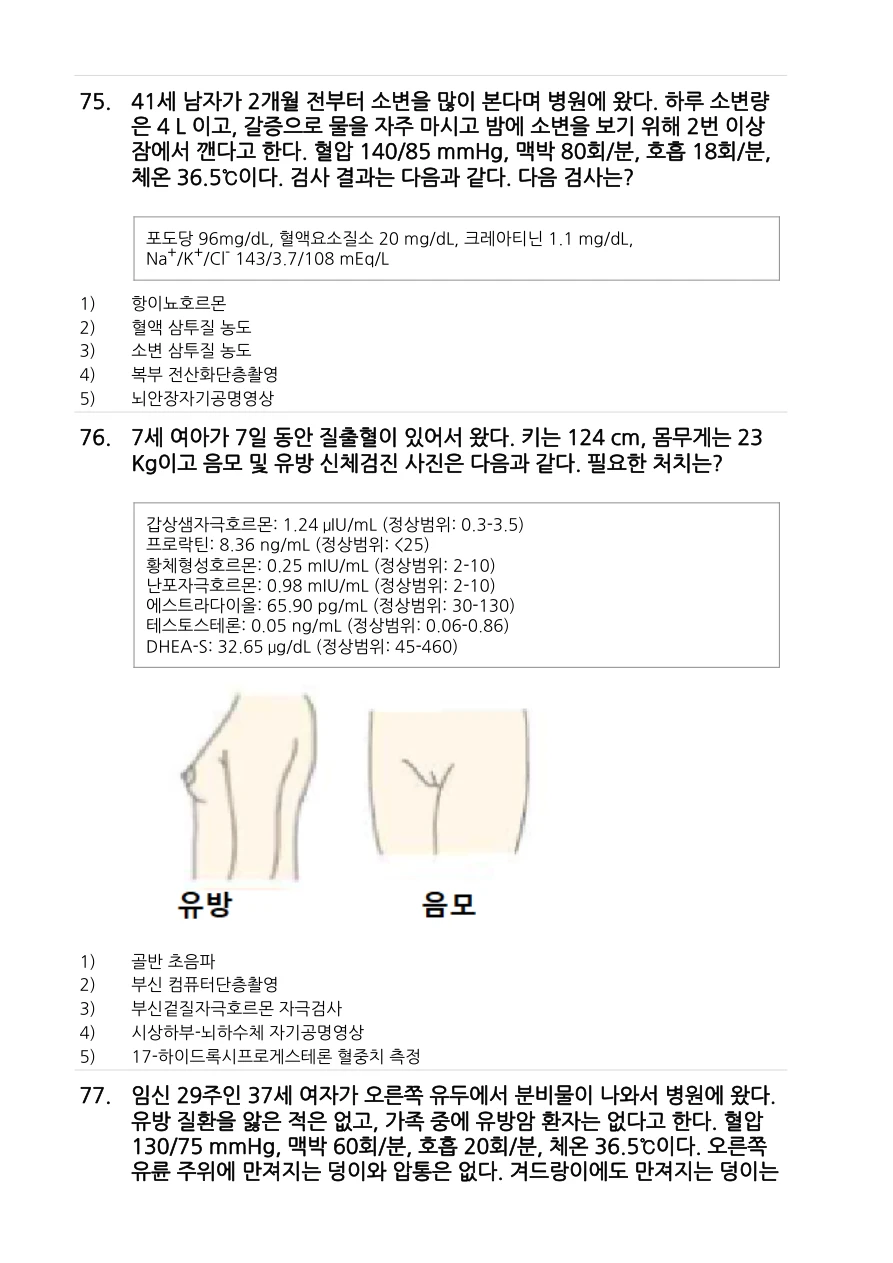 75. 41세 남자가 2개월 전부터 소변을 많이 본다며 병원에 왔다. 하루 소변량
은 4 L 이고, 갈증으로 물을 자주 마시고 밤에 소변을 보기 위해 2번 이상
잠에서 깬다고 한다. 혈압 140/85 mmHg, 맥박 80회/분, 호흡 18회/분,
체온 36.5℃이다. 검사 결과는 다음과 같다. 다음 검사는?
포도당 96mg/dL, 혈액요소질소 20 mg/dL, 크레아티닌 1.1 mg/dL,
Na⁺/K⁺/Cl⁻ 143/3.7/108 mEq/L
1) 항이뇨호르몬
2) 혈액 삼투질 농도
3) 소변 삼투질 농도
4) 복부 전산화단층촬영
5) 뇌안장자기공명영상
76. 7세 여아가 7일 동안 질출혈이 있어서 왔다. 키는 124 cm, 몸무게는 23
Kg이고 음모 및 유방 신체검진 사진은 다음과 같다. 필요한 처치는?
갑상샘자극호르몬: 1.24 μIU/mL (정상범위: 0.3-3.5)
프로락틴: 8.36 ng/mL (정상범위: <25)
황체형성호르몬: 0.25 mIU/mL (정상범위: 2-10)
난포자극호르몬: 0.98 mIU/mL (정상범위: 2-10)
에스트라다이올: 65.90 pg/mL (정상범위: 30-130)
테스토스테론: 0.05 ng/mL (정상범위: 0.06-0.86)
DHEA-S: 32.65 μg/dL (정상범위: 45-460)
유방 음모
1) 골반 초음파
2) 부신 컴퓨터단층촬영
3) 부신겉질자극호르몬 자극검사
4) 시상하부-뇌하수체 자기공명영상
5) 17-하이드록시프로게스테론 혈중치 측정
77. 임신 29주인 37세 여자가 오른쪽 유두에서 분비물이 나와서 병원에 왔다.
유방 질환을 앓은 적은 없고, 가족 중에 유방암 환자는 없다고 한다. 혈압
130/75 mmHg, 맥박 60회/분, 호흡 20회/분, 체온 36.5℃이다. 오른쪽
유륜 주위에 만져지는 덩이와 압통은 없다. 겨드랑이에도 만져지는 덩이는